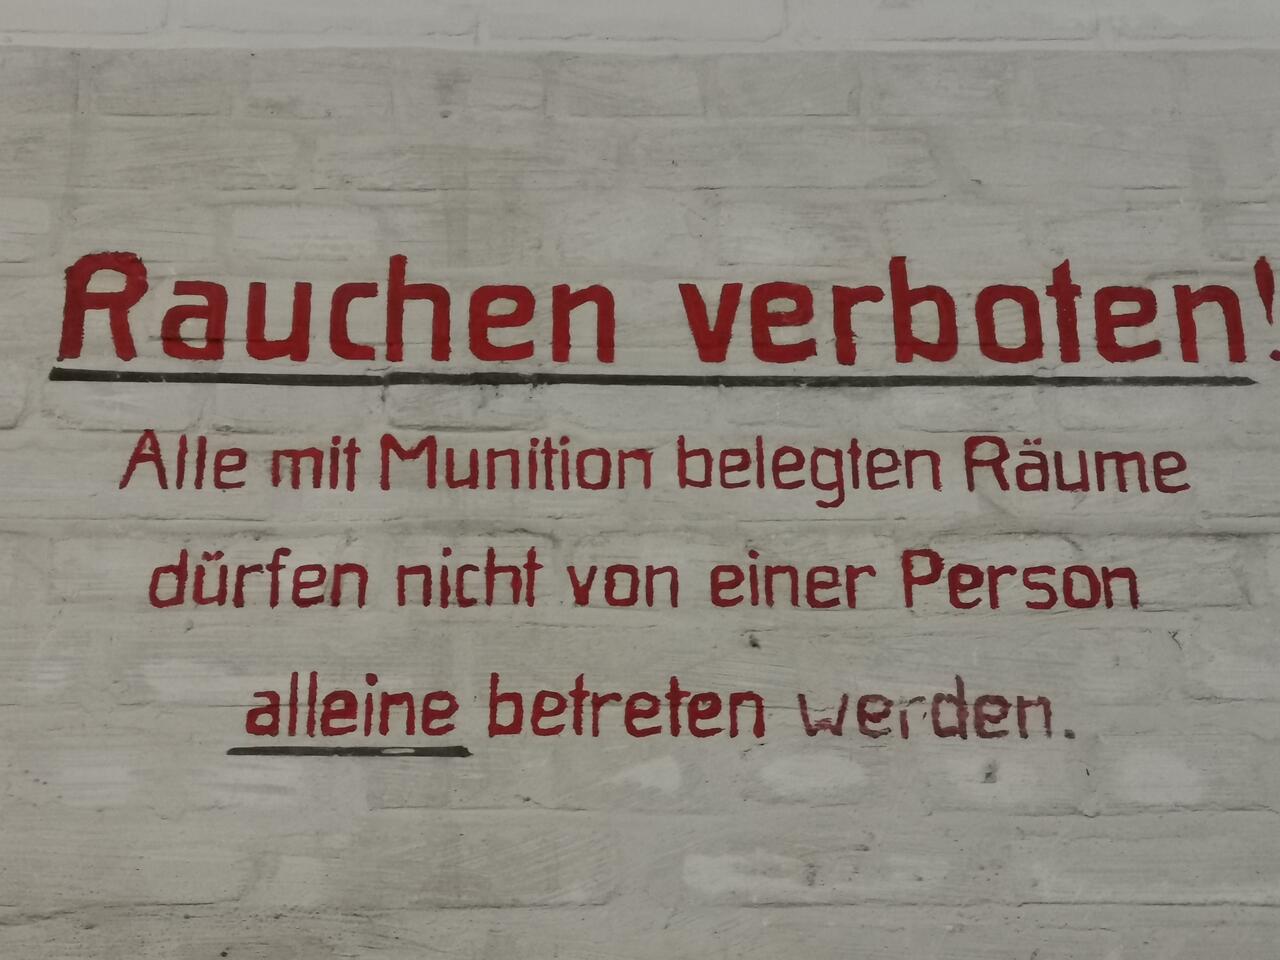 Rauchen verboten!
Alle mit Munition belegten Räume
dürfen nicht von einer Person
alleine betreten werden.